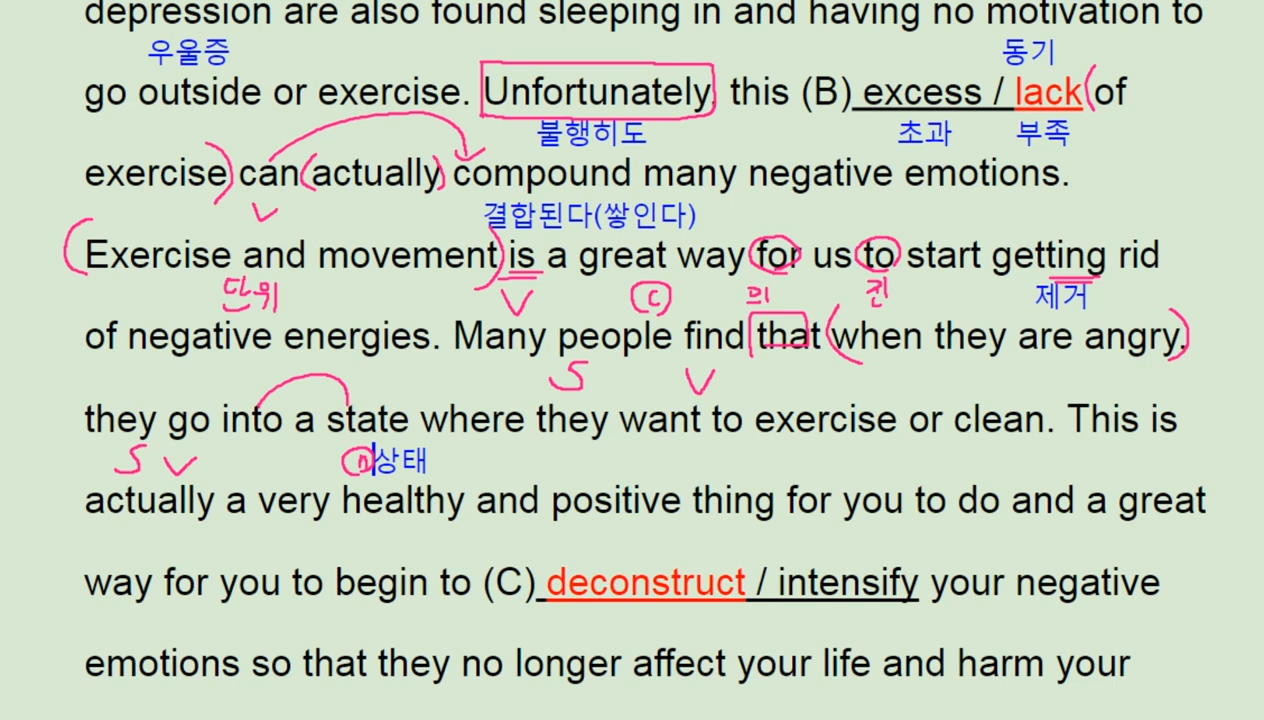 depression are also found sleeping in and having no motivation to
우울증 동기
go outside or exercise. Unfortunately, this (B) excess / lack of
불행히도 초과 부족
exercise can actually compound many negative emotions.
V 결합된다(쌓인다)
Exercise and movement is a great way for us to start getting rid
단위 V C 의 진 제거
of negative energies. Many people find that when they are angry,
S V
they go into a state where they want to exercise or clean. This is
S V n 상태
actually a very healthy and positive thing for you to do and a great
way for you to begin to (C) deconstruct / intensify your negative
emotions so that they no longer affect your life and harm your